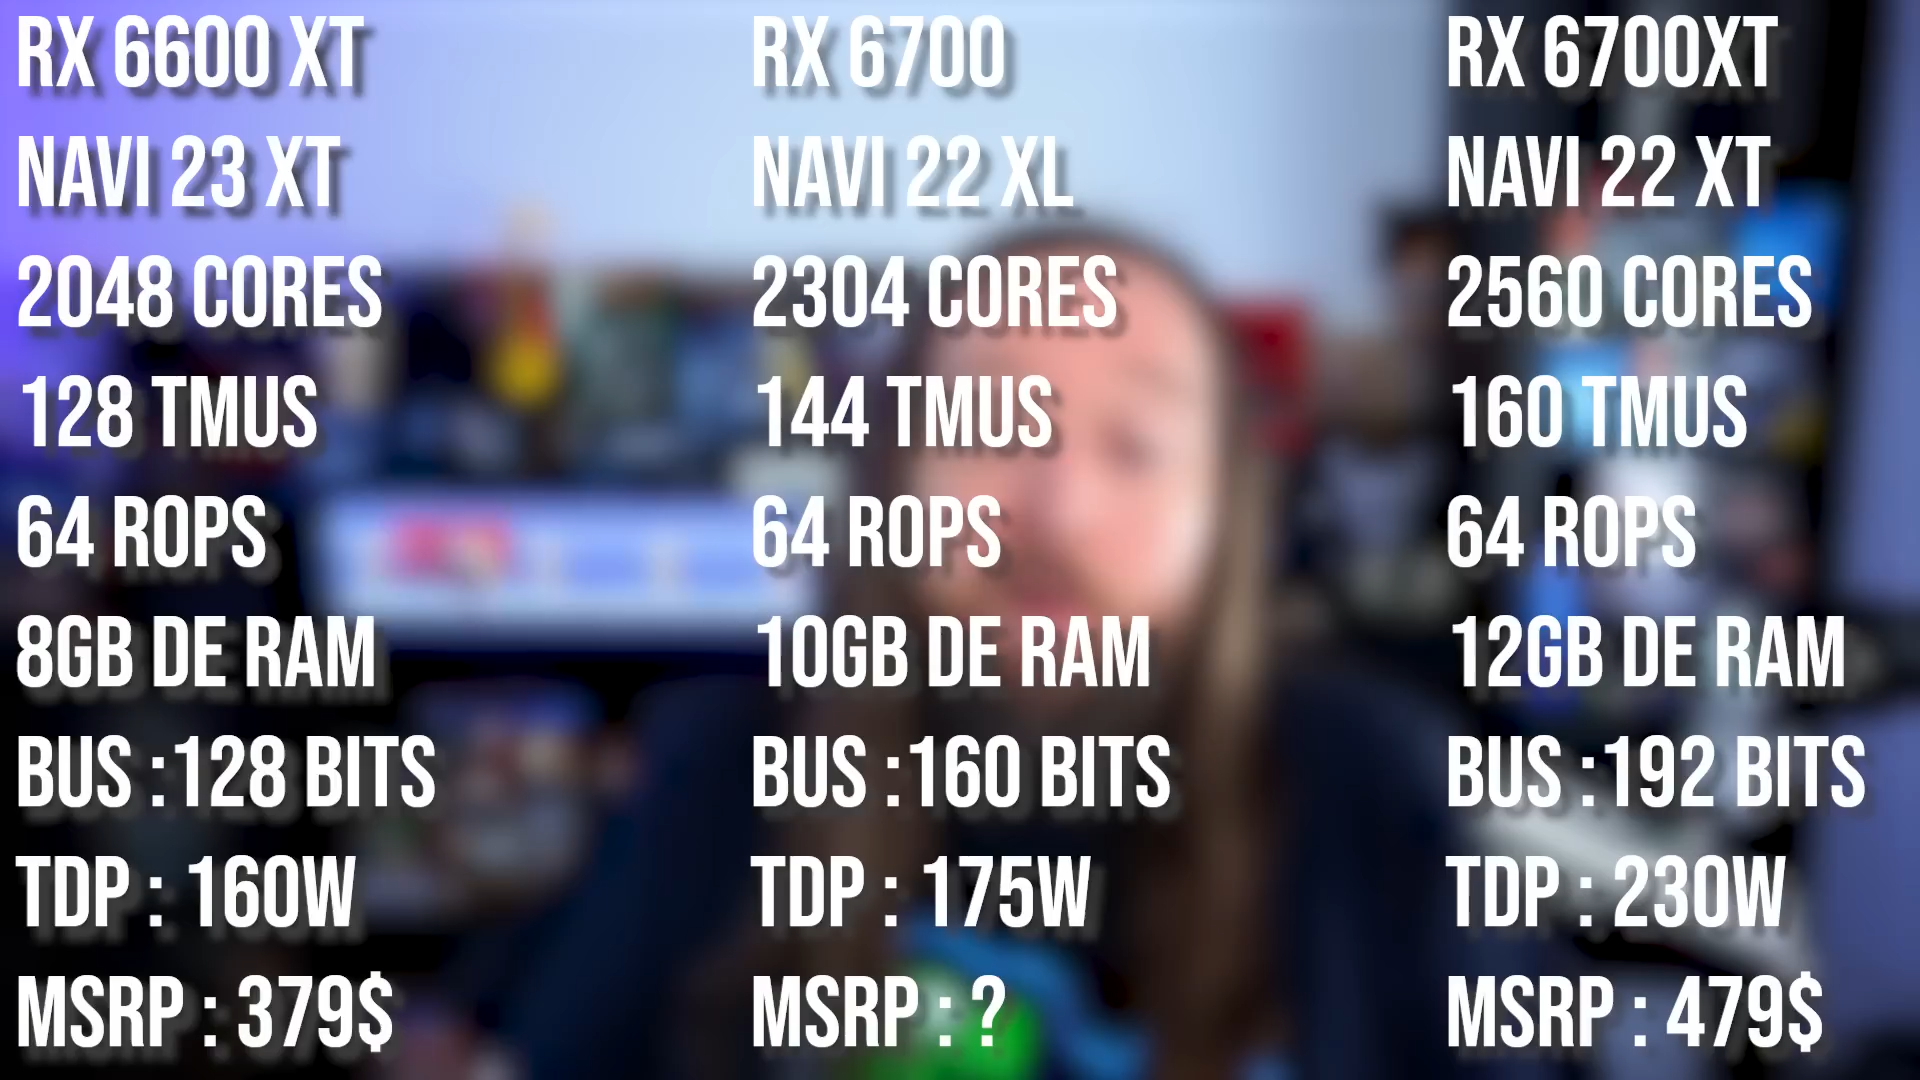 RX 6600 XT
NAVI 23 XT
2048 CORES
128 TMUS
64 ROPS
8GB DE RAM
BUS :128 BITS
TDP : 160W
MSRP : 379$
RX 6700
NAVI 22 XL
2304 CORES
144 TMUS
64 ROPS
10GB DE RAM
BUS :160 BITS
TDP : 175W
MSRP : ?
RX 6700XT
NAVI 22 XT
2560 CORES
160 TMUS
64 ROPS
12GB DE RAM
BUS :192 BITS
TDP : 230W
MSRP : 479$